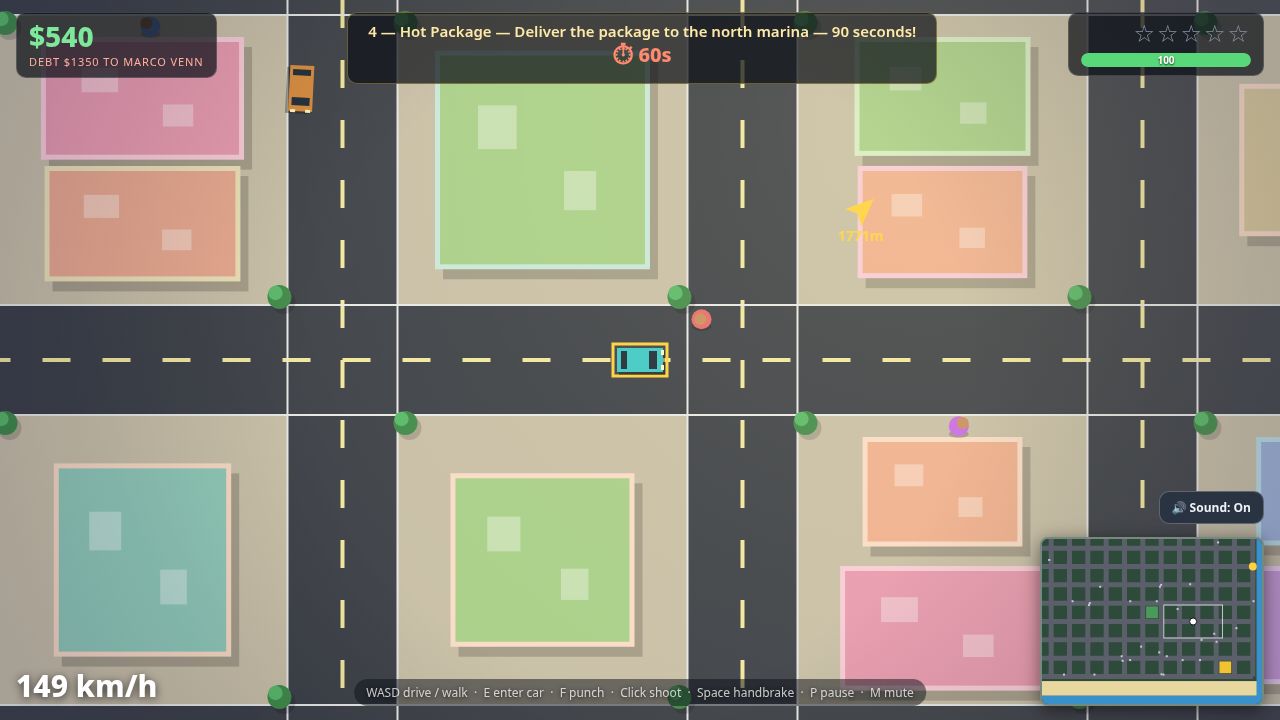 $540
DEBT $1350 TO MARCO VENN
4 — Hot Package — Deliver the package to the north marina — 90 seconds!
⏱ 60s
☆☆☆☆☆
100
1771m
🔊 Sound: On
149 km/h
WASD drive / walk · E enter car · F punch · Click shoot · Space handbrake · P pause · M mute